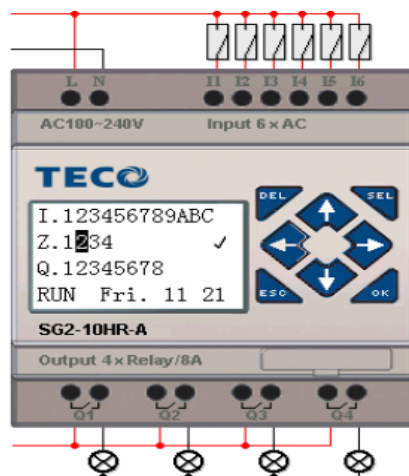 L N I1 I2 I3 I4 I5 I6
AC100~240V Input 6×AC
TECO
DEL SEL
I.123456789ABC
Z.1234 ✓
Q.12345678
RUN Fri. 11 21
ESC OK
SG2-10HR-A
Output 4×Relay/8A
Q1 Q2 Q3 Q4